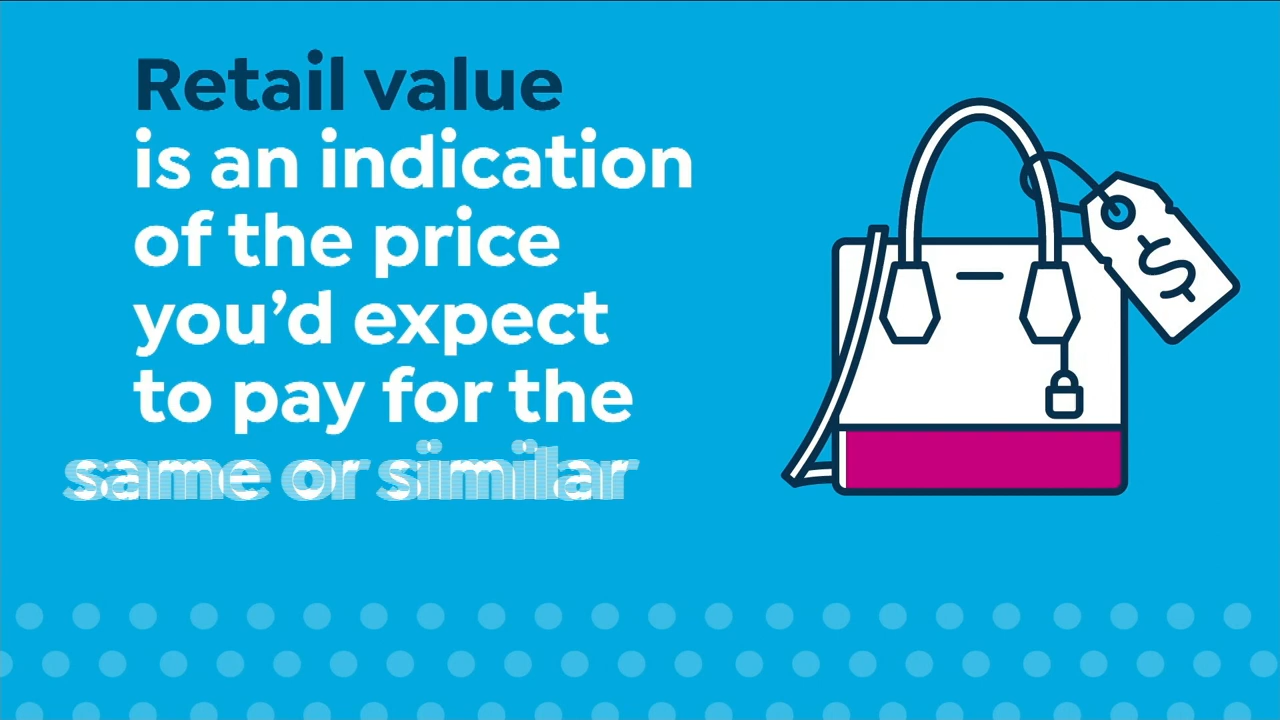 Retail value
is an indication
of the price
you’d expect
to pay for the
same or similar
$